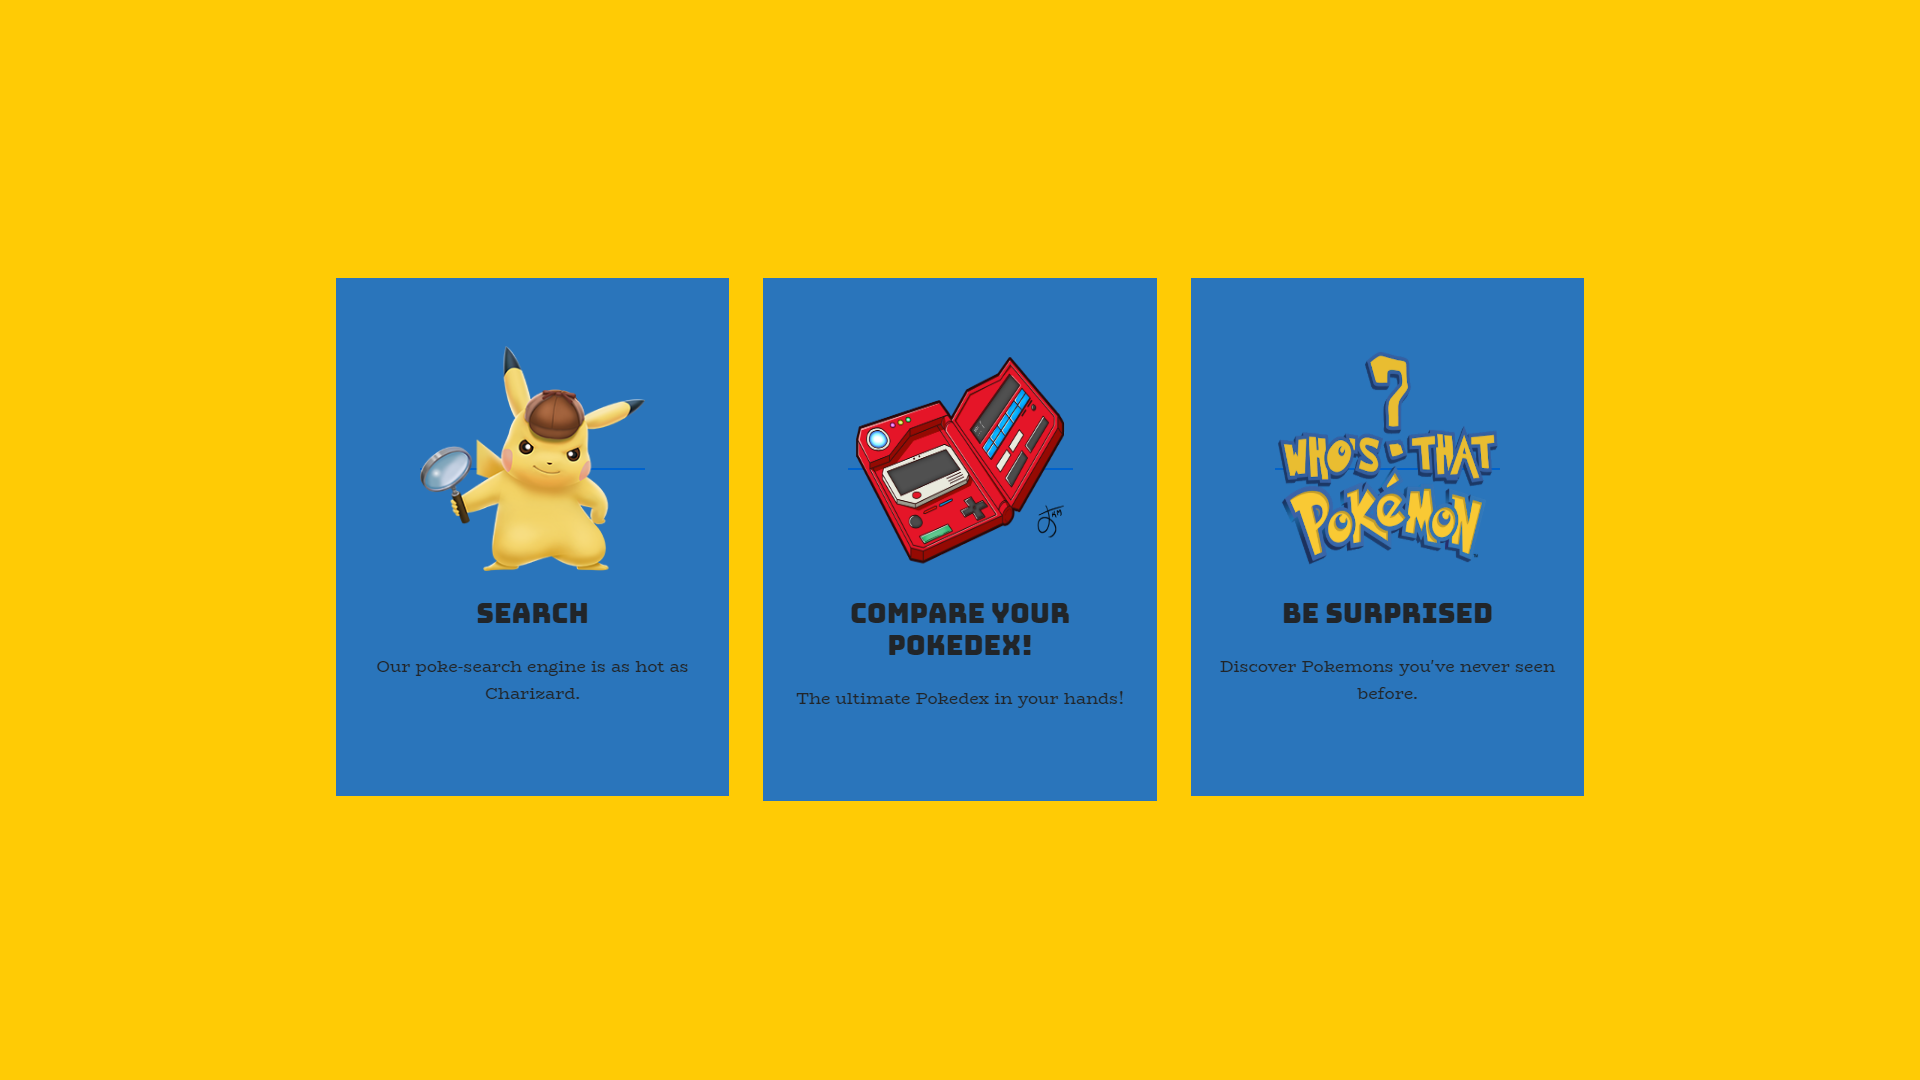 SEARCH
Our poke-search engine is as hot as
Charizard.
COMPARE YOUR
POKEDEX!
The ultimate Pokedex in your hands!
?
WHO'S THAT
POKéMON
™
BE SURPRISED
Discover Pokemons you've never seen
before.